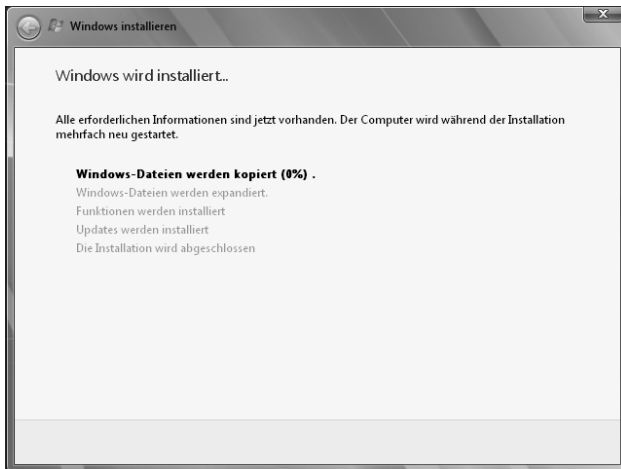 Windows installieren
Windows wird installiert...
Alle erforderlichen Informationen sind jetzt vorhanden. Der Computer wird während der Installation
mehrfach neu gestartet.
Windows-Dateien werden kopiert (0%) .
Windows-Dateien werden expandiert.
Funktionen werden installiert
Updates werden installiert
Die Installation wird abgeschlossen